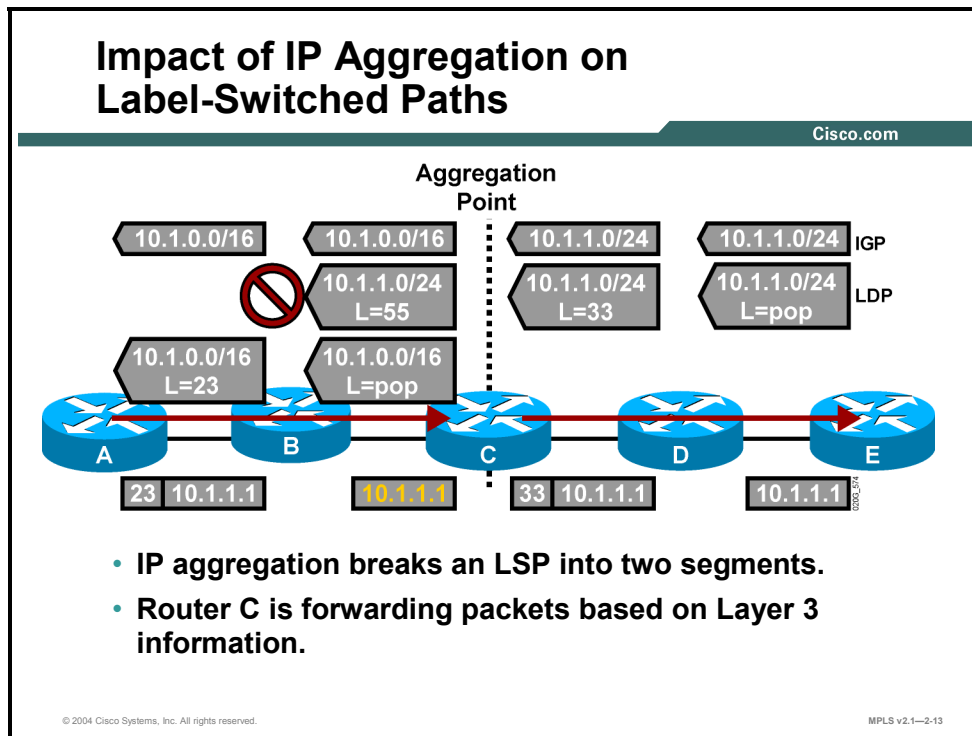 Impact of IP Aggregation on
Label-Switched Paths
Cisco.com
Aggregation
Point
10.1.0.0/16
10.1.0.0/16
10.1.1.0/24
10.1.1.0/24
IGP
10.1.1.0/24
L=55
10.1.1.0/24
L=33
10.1.1.0/24
L=pop
LDP
10.1.0.0/16
L=23
10.1.0.0/16
L=pop
A
B
C
D
E
23 10.1.1.1
10.1.1.1
33 10.1.1.1
10.1.1.1
020G_574
• IP aggregation breaks an LSP into two segments.
• Router C is forwarding packets based on Layer 3
information.
© 2004 Cisco Systems, Inc. All rights reserved.
MPLS v2.1—2-13